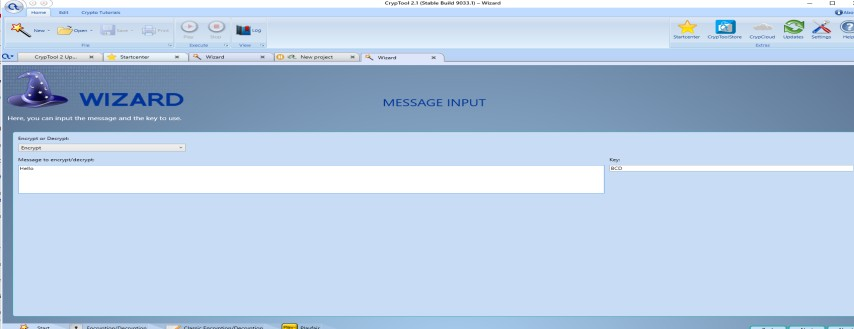 CrypTool 2.1 (Stable Build 9033.1) – Wizard
Home Edit Crypto Tutorials
New Open Save Print Play Stop Log
Startcenter CrypToolStore CrypCloud Updates Settings Help
File Execute View Extras
CrypTool 2 Up... Startcenter Wizard New project Wizard
WIZARD
MESSAGE INPUT
Here, you can input the message and the key to use.
Encrypt or Decrypt:
Encrypt
Message to encrypt/decrypt: Key:
Hello BCD
Start Encryption/Decryption Classic Encryption/Decryption Playfair